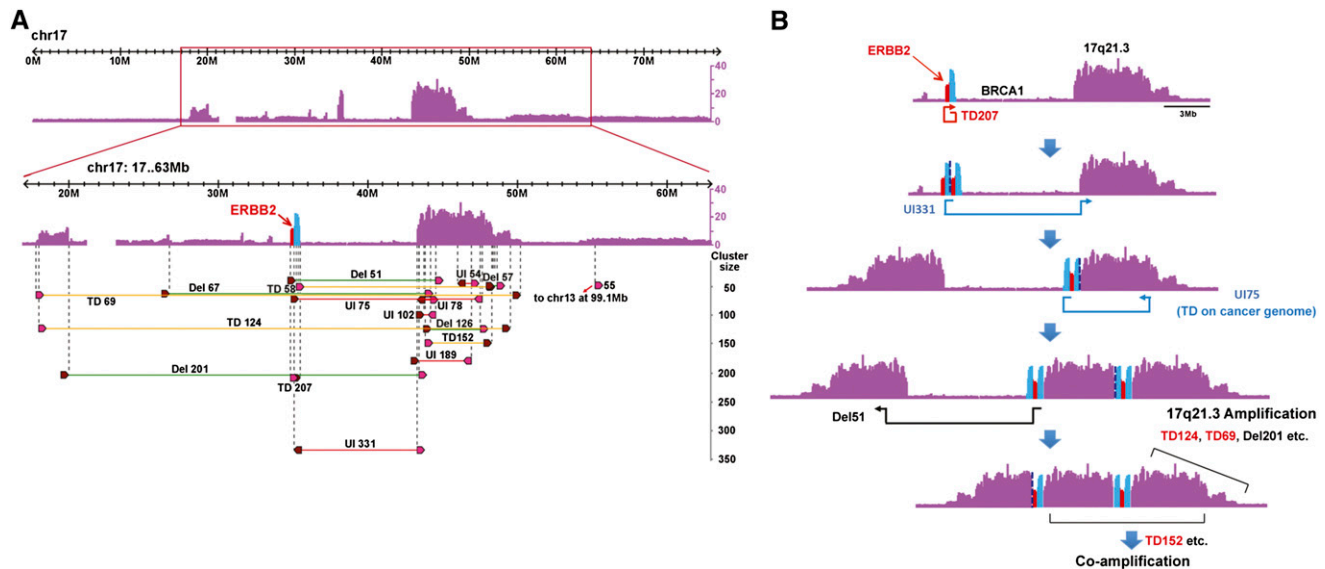 A
chr17
0M 10M 20M 30M 40M 50M 60M 70M
40
20
0
chr17: 17..63Mb
20M 30M 40M 50M 60M
ERBB2
40
20
0
Cluster size
Del 51
UI 54
Del 57
55
to chr13 at 99.1Mb
Del 67
TD 58
TD 69
UI 75
UI 78
UI 102
TD 124
Del 126
TD152
UI 189
Del 201
TD 207
UI 331
50
100
150
200
250
300
350
B
ERBB2
17q21.3
BRCA1
TD207
3Mb
UI331
UI75
(TD on cancer genome)
Del51
17q21.3 Amplification
TD124, TD69, Del201 etc.
TD152 etc.
Co-amplification